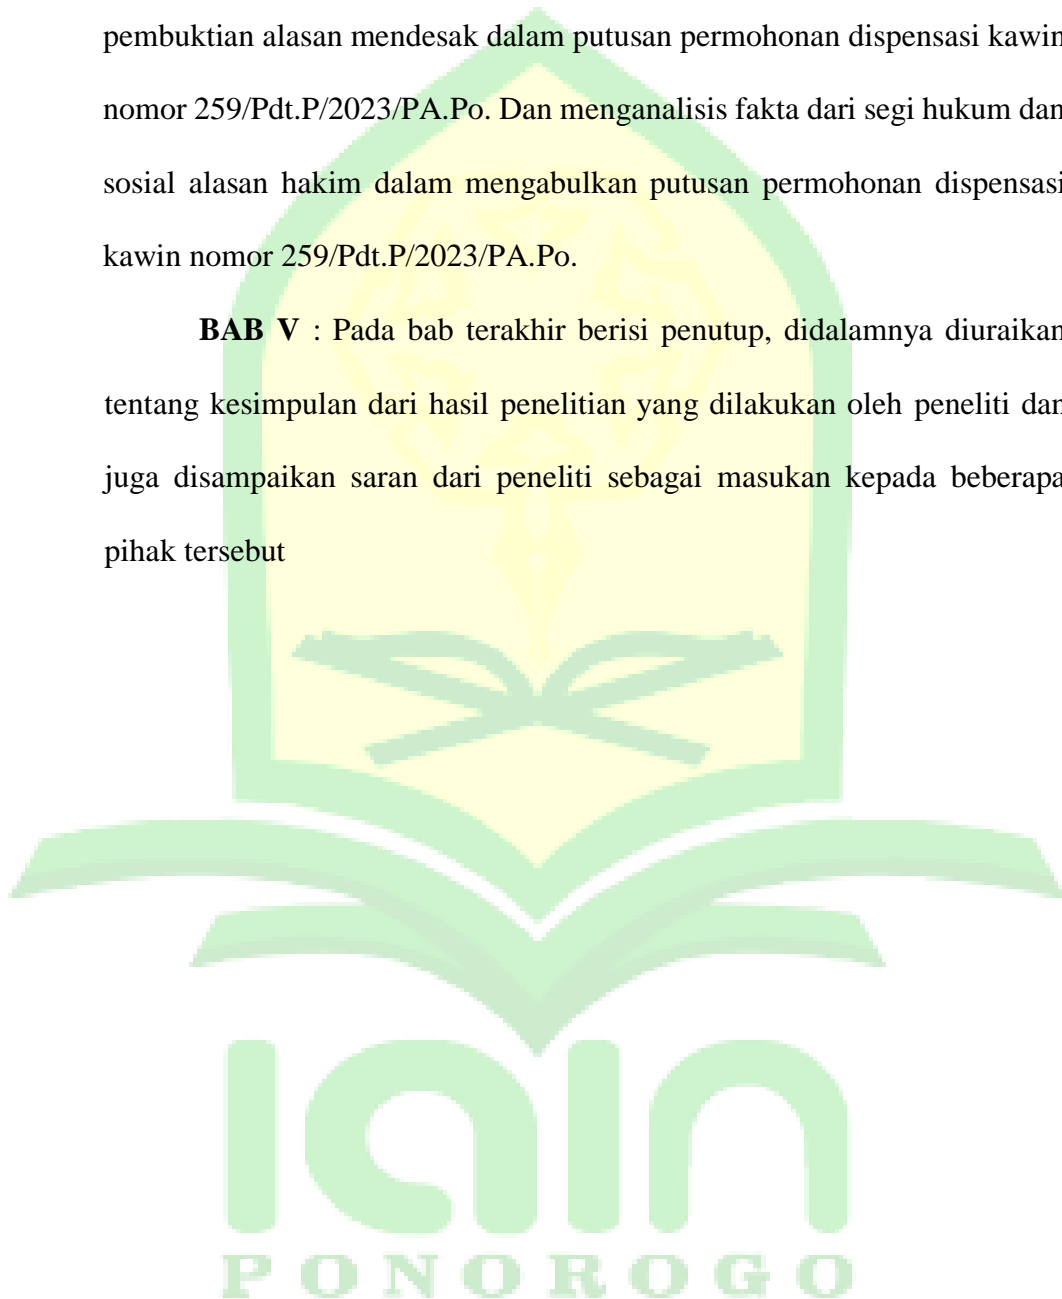 pembuktian alasan mendesak dalam putusan permohonan dispensasi kawin
nomor 259/Pdt.P/2023/PA.Po. Dan menganalisis fakta dari segi hukum dan
sosial alasan hakim dalam mengabulkan putusan permohonan dispensasi
kawin nomor 259/Pdt.P/2023/PA.Po.
BAB V : Pada bab terakhir berisi penutup, didalamnya diuraikan
tentang kesimpulan dari hasil penelitian yang dilakukan oleh peneliti dan
juga disampaikan saran dari peneliti sebagai masukan kepada beberapa
pihak tersebut
iain
PONOROGO